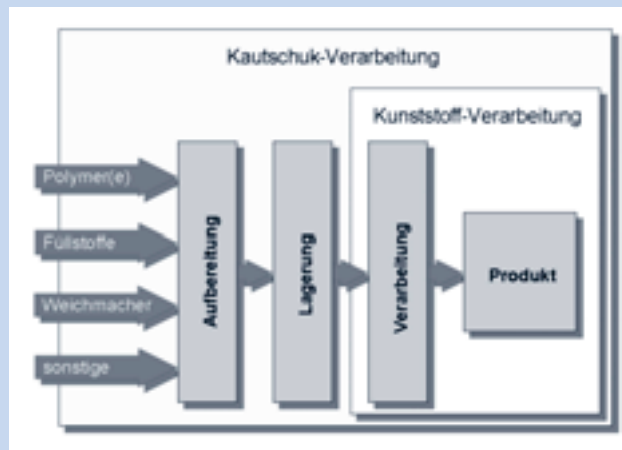 Kautschuk-Verarbeitung
Kunststoff-Verarbeitung
Polymer(e)
Füllstoffe
Weichmacher
sonstige
Aufbereitung
Lagerung
Verarbeitung
Produkt